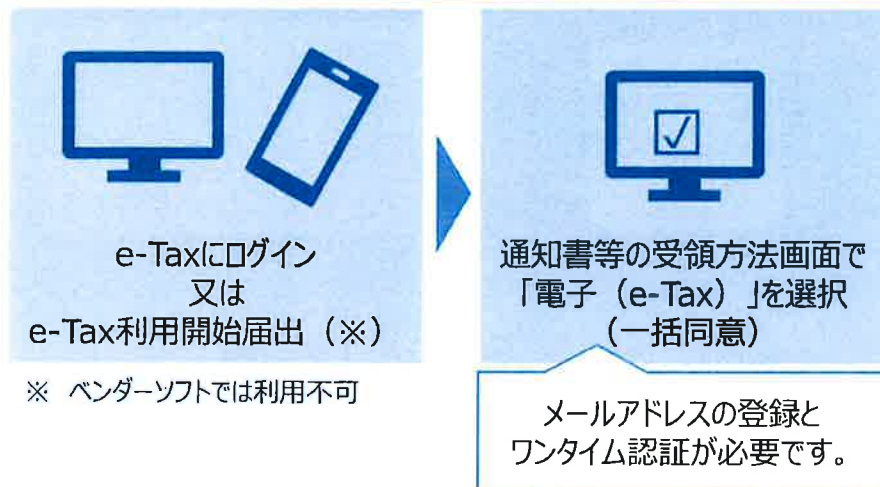 e-Taxにログイン
又は
e-Tax利用開始届出（※）
※ ベンダーソフトでは利用不可
通知書等の受領方法画面で
「電子（e-Tax）」を選択
（一括同意）
メールアドレスの登録と
ワンタイム認証が必要です。